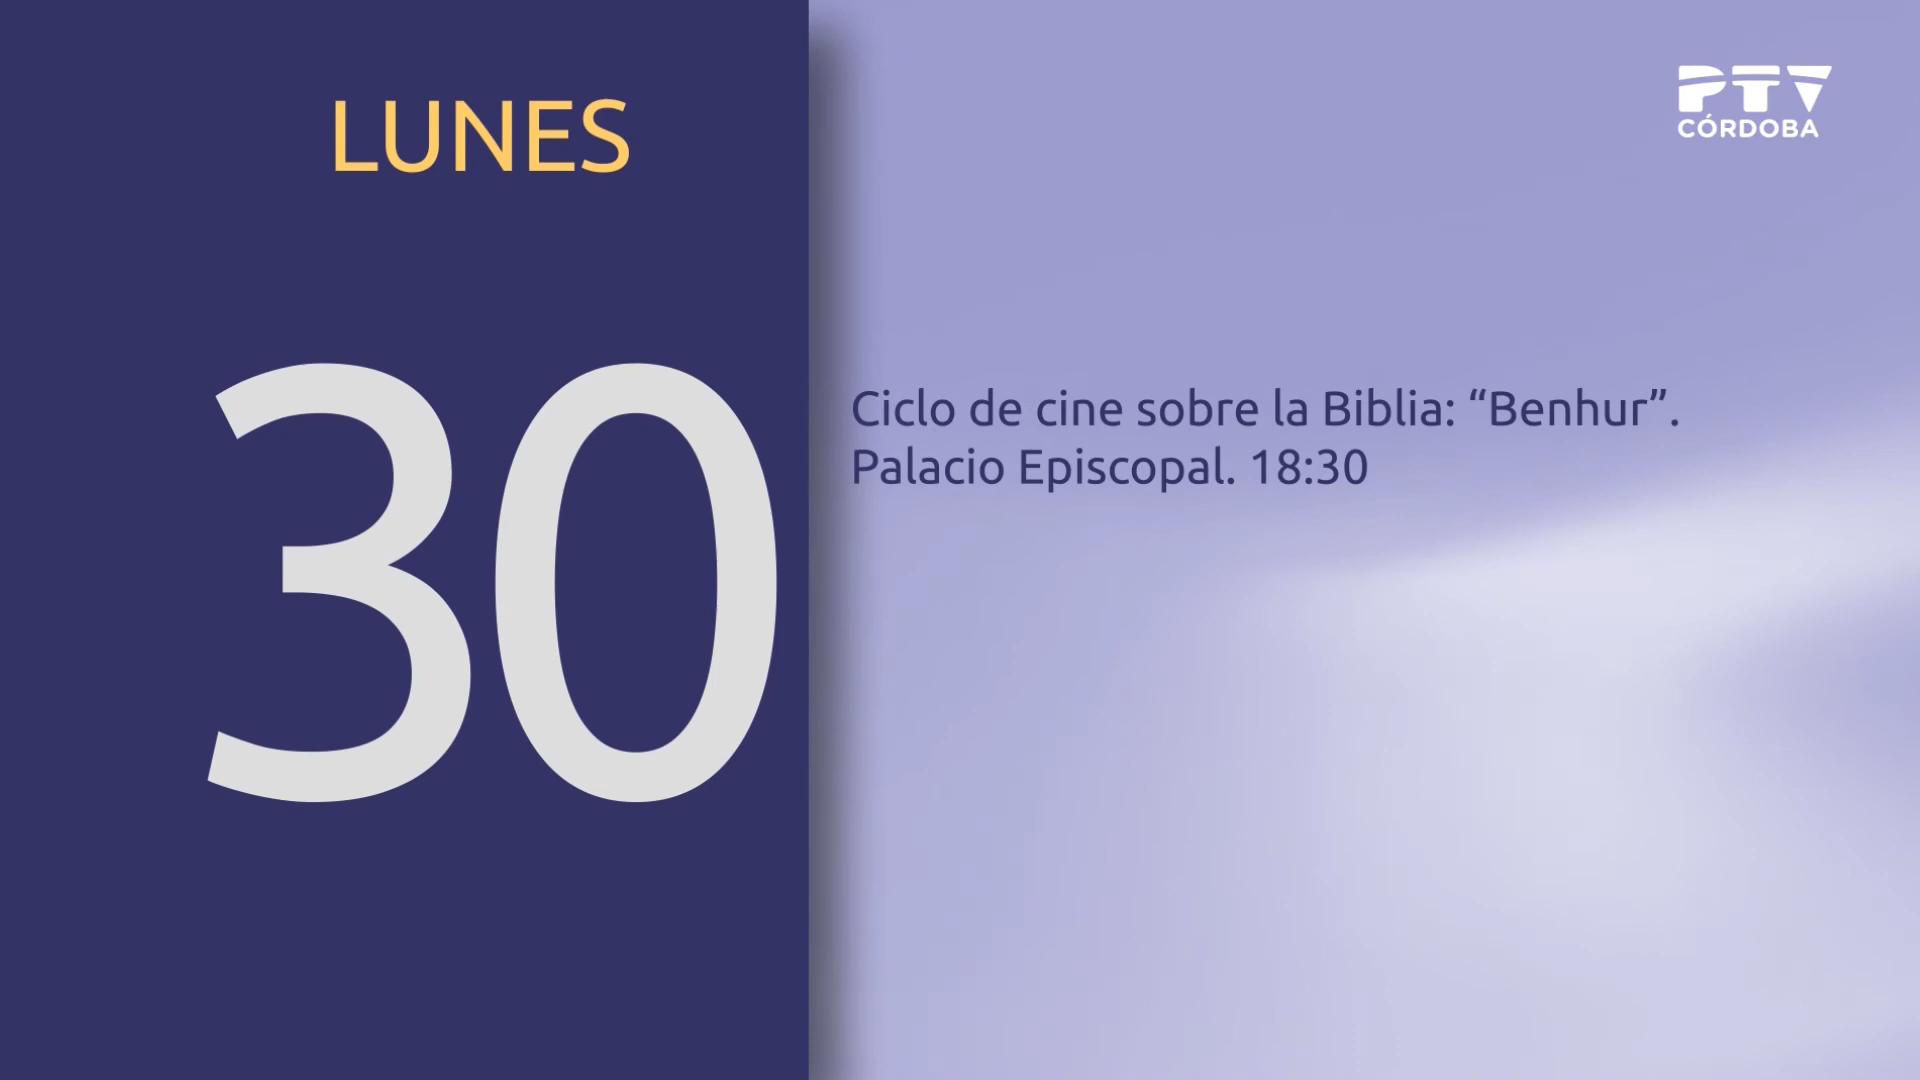 LUNES
30
PTV
CÓRDOBA
Ciclo de cine sobre la Biblia: “Benhur”.
Palacio Episcopal. 18:30